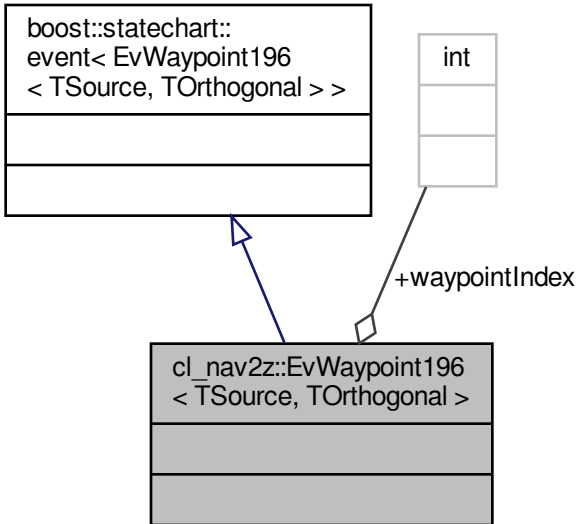 boost::statechart::
event< EvWaypoint196
< TSource, TOrthogonal > >
int
+waypointIndex
cl_nav2z::EvWaypoint196
< TSource, TOrthogonal >